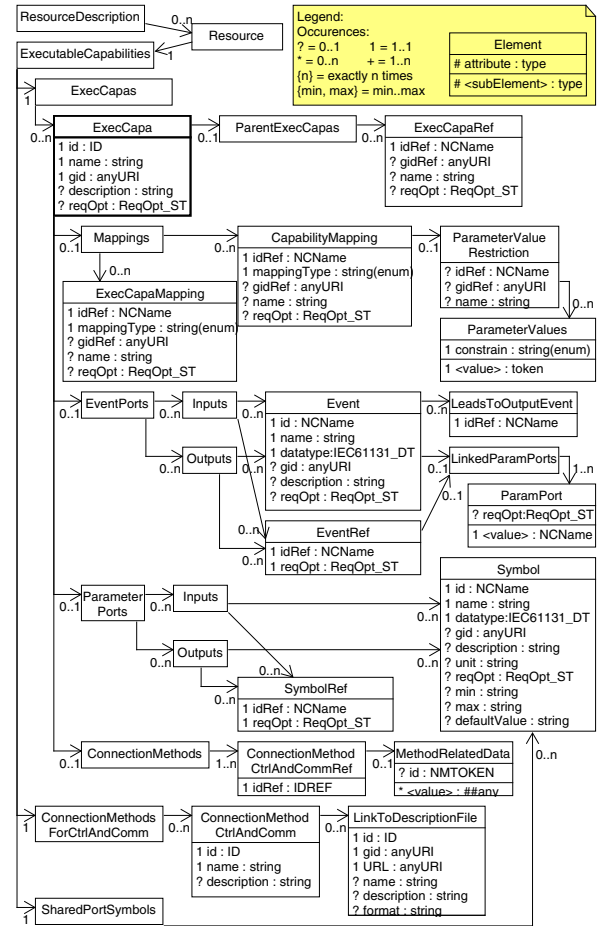 ResourceDescription
0..n
Resource
ExecutableCapabilities
1
Legend:
Occurences:
? = 0..1 1 = 1..1
* = 0..n + = 1..n
{n} = exactly n times
{min, max} = min..max
Element
# attribute : type
# <subElement> : type
1
ExecCapas
0..n
ExecCapa
1 id : ID
1 name : string
1 gid : anyURI
? description : string
? reqOpt : ReqOpt_ST
0..1
ParentExecCapas
0..n
ExecCapaRef
1 idRef : NCName
? gidRef : anyURI
? name : string
? reqOpt : ReqOpt_ST
0..1
Mappings
0..n
CapabilityMapping
1 idRef : NCName
1 mappingType : string(enum)
? gidRef : anyURI
? name : string
? reqOpt : ReqOpt_ST
0..1
ParameterValue
Restriction
? idRef : NCName
? gidRef : anyURI
? name : string
0..n
ExecCapaMapping
1 idRef : NCName
1 mappingType : string(enum)
? gidRef : anyURI
? name : string
? reqOpt : ReqOpt_ST
0..n
ParameterValues
1 constrain : string(enum)
1 <value> : token
0..1
EventPorts
0..n
Inputs
0..n
Event
1 id : NCName
1 name : string
1 datatype:IEC61131_DT
? gid : anyURI
? description : string
? reqOpt : ReqOpt_ST
0..n
LeadsToOutputEvent
1 idRef : NCName
0..n
Outputs
0..n
0..1
LinkedParamPorts
1..n
0..1
ParamPort
? reqOpt:ReqOpt_ST
1 <value> : NCName
0..n
EventRef
1 idRef : NCName
1 reqOpt : ReqOpt_ST
0..n
0..1
Parameter
Ports
0..n
Inputs
0..n
Symbol
1 id : NCName
1 name : string
1 datatype:IEC61131_DT
? gid : anyURI
? description : string
? unit : string
? reqOpt : ReqOpt_ST
? min : string
? max : string
? defaultValue : string
0..n
Outputs
0..n
0..n
0..n
SymbolRef
1 idRef : NCName
1 reqOpt : ReqOpt_ST
0..1
ConnectionMethods
1..n
ConnectionMethod
CtrlAndCommRef
1 idRef : IDREF
0..1
MethodRelatedData
? id : NMTOKEN
* <value> : ##any
0..n
1
ConnectionMethods
ForCtrlAndComm
0..n
ConnectionMethod
CtrlAndComm
1 id : ID
1 name : string
? description : string
0..n
LinkToDescriptionFile
1 id : ID
1 gid : anyURI
1 URL : anyURI
? name : string
? description : string
? format : string
1
SharedPortSymbols